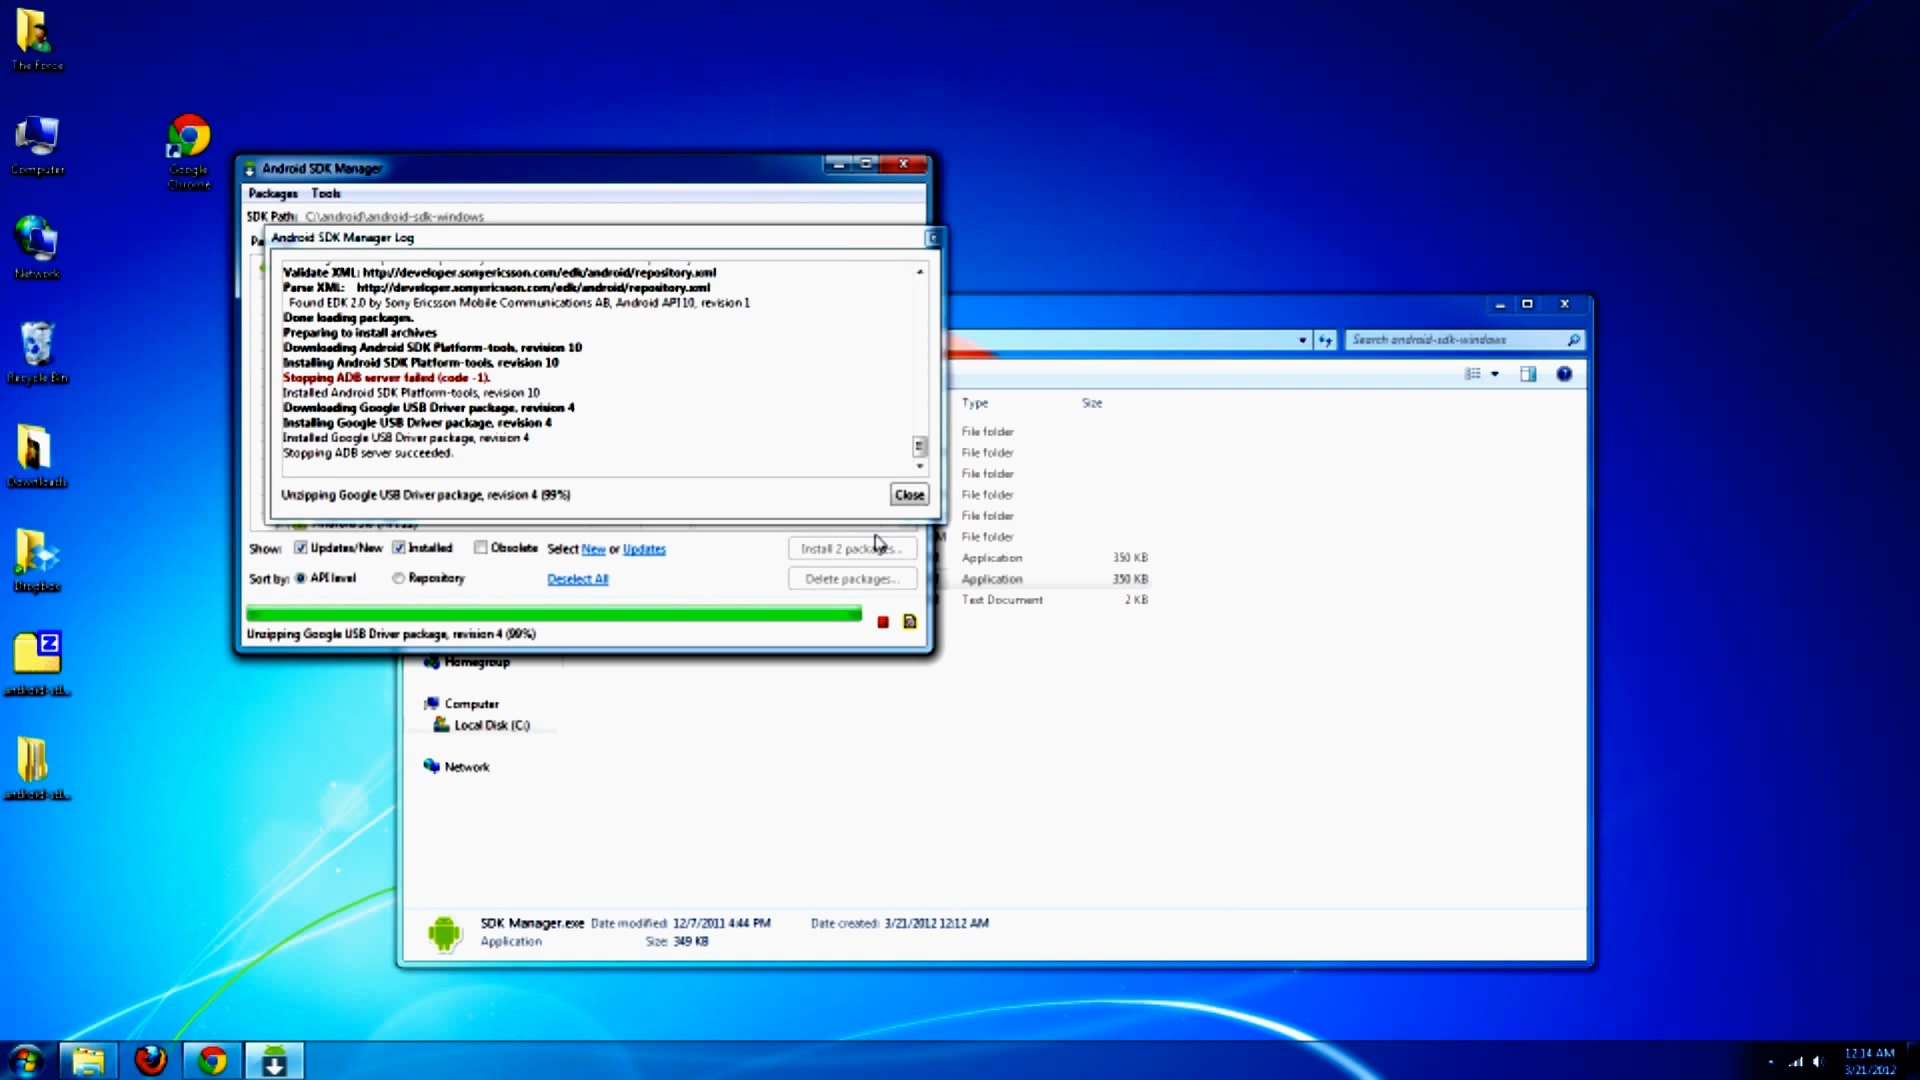 The Force
Computer
Network
Recycle Bin
Downloads
Dropbox
android-sdk...
android-sdk...
Google
Chrome
Android SDK Manager
Packages Tools
SDK Path: C:\android\android-sdk-windows
Pa
Android SDK Manager Log
Validate XML: http://developer.sonyericsson.com/edk/android/repository.xml
Parse XML: http://developer.sonyericsson.com/edk/android/repository.xml
Found EDK 2.0 by Sony Ericsson Mobile Communications AB, Android API 10, revision 1
Done loading packages.
Preparing to install archives
Downloading Android SDK Platform-tools, revision 10
Installing Android SDK Platform-tools, revision 10
Stopping ADB server failed (code -1).
Installed Android SDK Platform-tools, revision 10
Downloading Google USB Driver package, revision 4
Installing Google USB Driver package, revision 4
Installed Google USB Driver package, revision 4
Stopping ADB server succeeded.
Unzipping Google USB Driver package, revision 4 (99%)
Close
Show: Updates/New Installed Obsolete Select New or Updates
Install 2 packages...
Sort by: API level Repository Deselect All
Delete packages...
Unzipping Google USB Driver package, revision 4 (99%)
Search android-sdk-windows
Type Size
File folder
File folder
File folder
File folder
File folder
File folder
Application 350 KB
Application 350 KB
Text Document 2 KB
Homegroup
Computer
Local Disk (C:)
Network
SDK Manager.exe Date modified: 12/7/2011 4:44 PM Date created: 3/21/2012 12:12 AM
Application Size: 349 KB
12:14 AM
3/21/2012